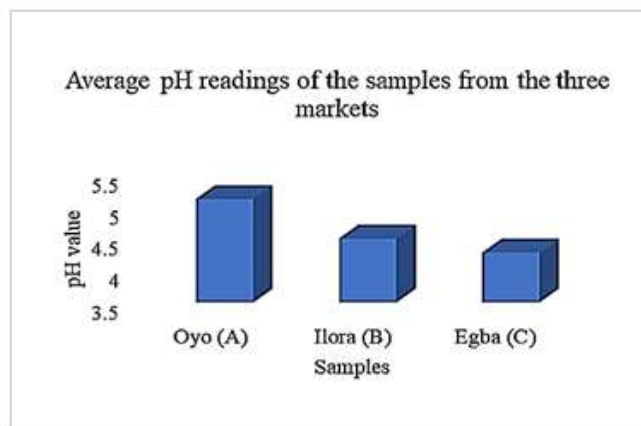 Average pH readings of the samples from the three
markets
5.5
5
4.5
4
3.5
pH value
Oyo (A)
Ilora (B)
Egba (C)
Samples